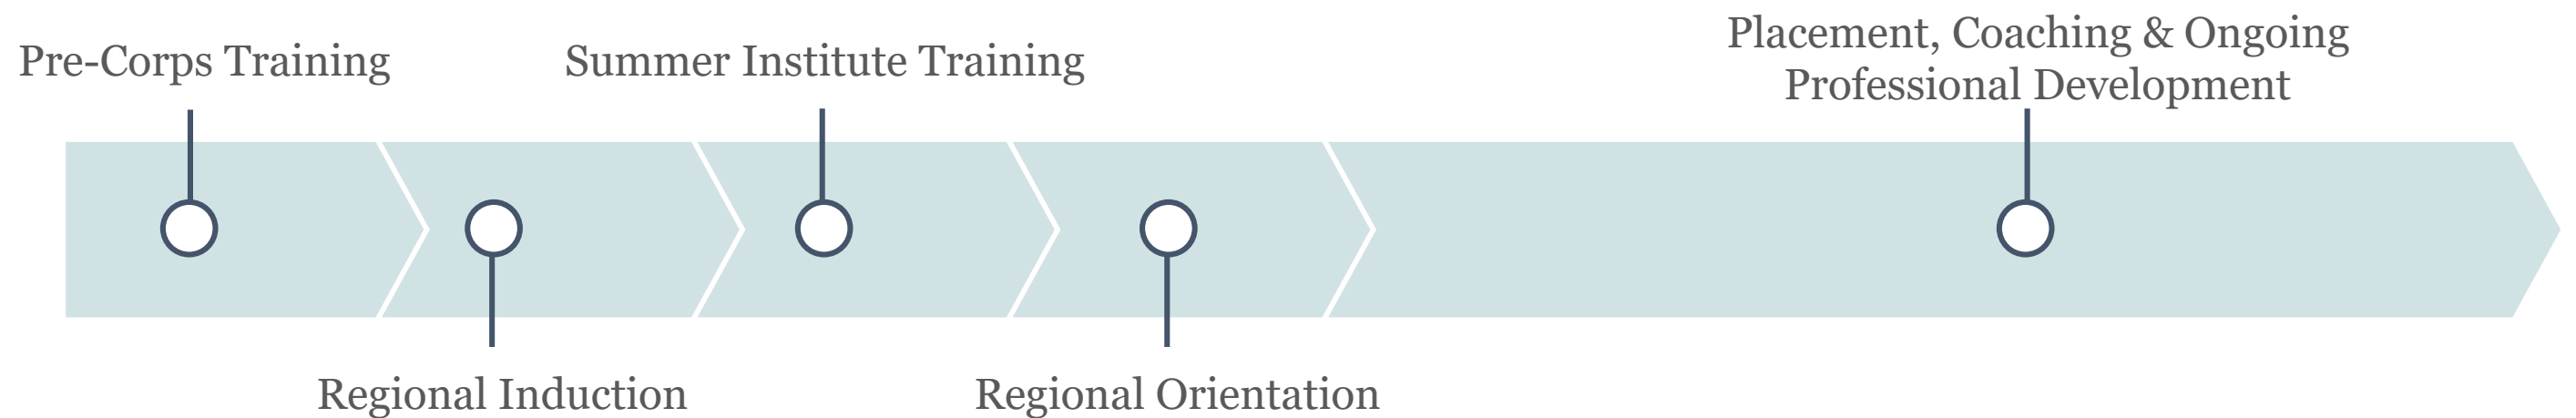 Pre-Corps Training
Summer Institute Training
Placement, Coaching & Ongoing
Professional Development
Regional Induction
Regional Orientation